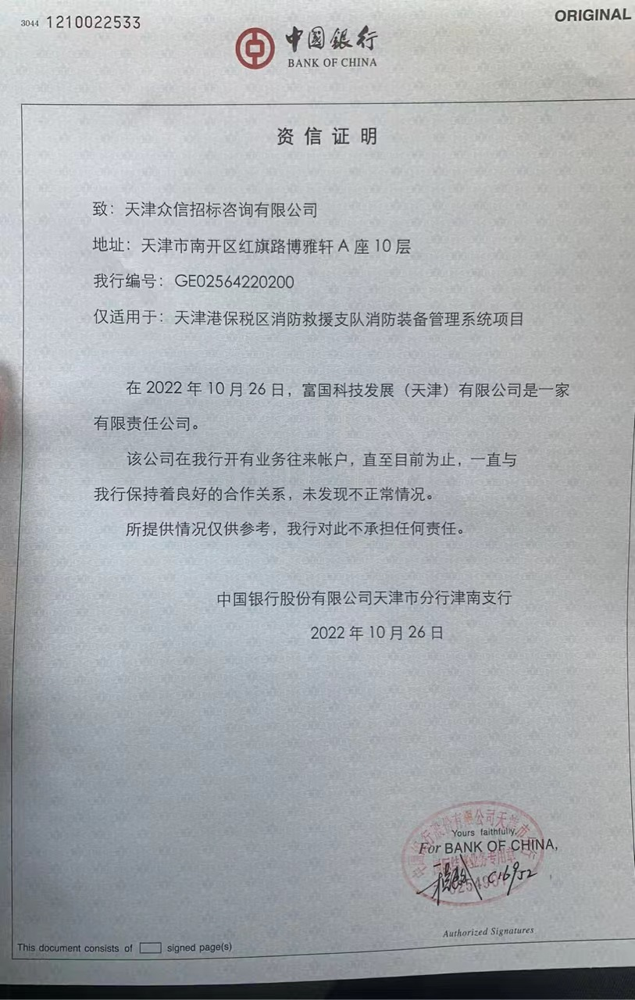 3044 1210022533
ORIGINAL
中国银行
BANK OF CHINA
资信证明
致：天津众信招标咨询有限公司
地址：天津市南开区红旗路博雅轩 A 座 10 层
我行编号：GE02564220200
仅适用于：天津港保税区消防救援支队消防装备管理系统项目
在 2022 年 10 月 26 日，富国科技发展（天津）有限公司是一家
有限责任公司。
该公司在我行开有业务往来帐户，直至目前为止，一直与
我行保持着良好的合作关系，未发现不正常情况。
所提供情况仅供参考，我行对此不承担任何责任。
中国银行股份有限公司天津市分行津南支行
2022 年 10 月 26 日
Yours faithfully,
For BANK OF CHINA,
C16952
Authorized Signatures
This document consists of signed page(s)